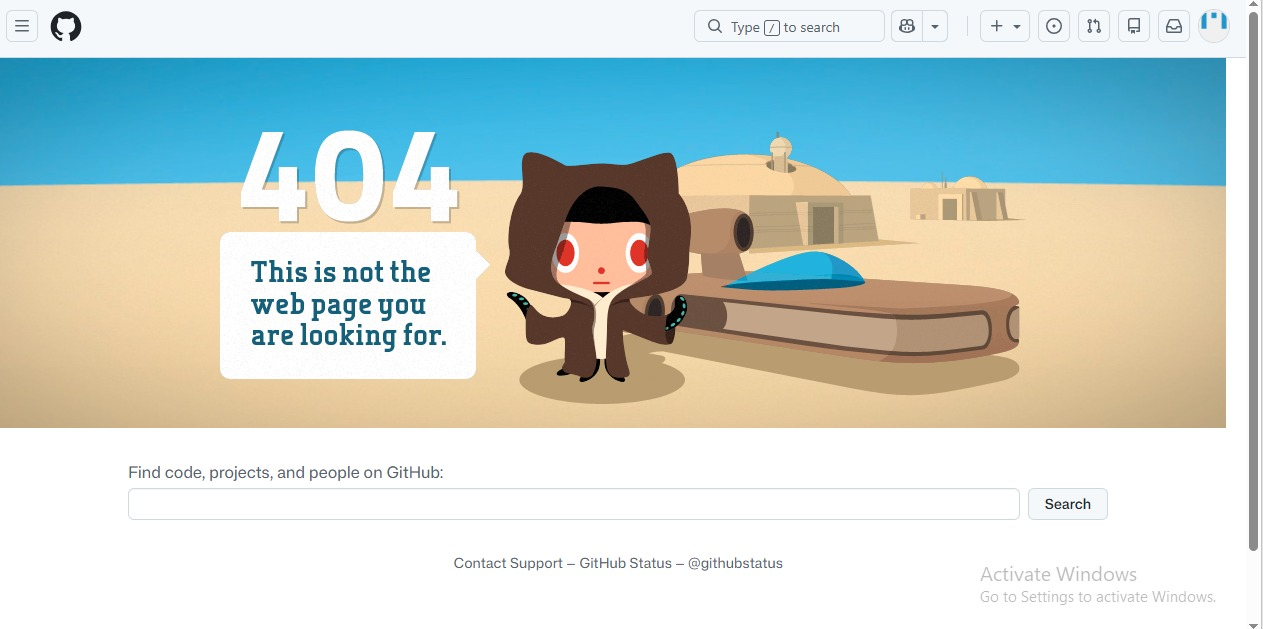 Type / to search
404
This is not the
web page you
are looking for.
Find code, projects, and people on GitHub:
Search
Contact Support — GitHub Status — @githubstatus
Activate Windows
Go to Settings to activate Windows.